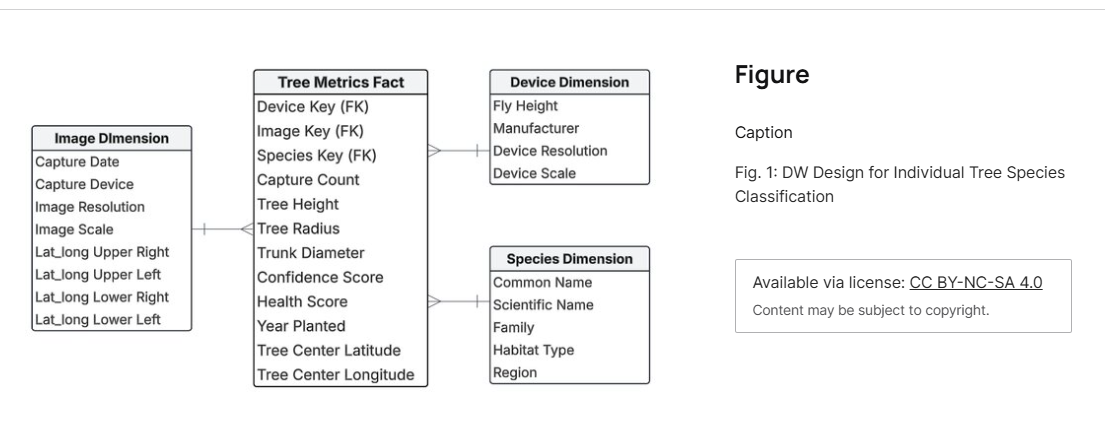 Image DImension
Capture Date
Capture Device
Image Resolution
Image Scale
Lat_long Upper Right
Lat_long Upper Left
Lat_long Lower Right
Lat_long Lower Left
Tree Metrics Fact
Device Key (FK)
Image Key (FK)
Species Key (FK)
Capture Count
Tree Height
Tree Radius
Trunk Diameter
Confidence Score
Health Score
Year Planted
Tree Center Latitude
Tree Center Longitude
Device Dimension
Fly Height
Manufacturer
Device Resolution
Device Scale
Species Dimension
Common Name
Scientific Name
Family
Habitat Type
Region
Figure
Caption
Fig. 1: DW Design for Individual Tree Species
Classification
Available via license: CC BY-NC-SA 4.0
Content may be subject to copyright.